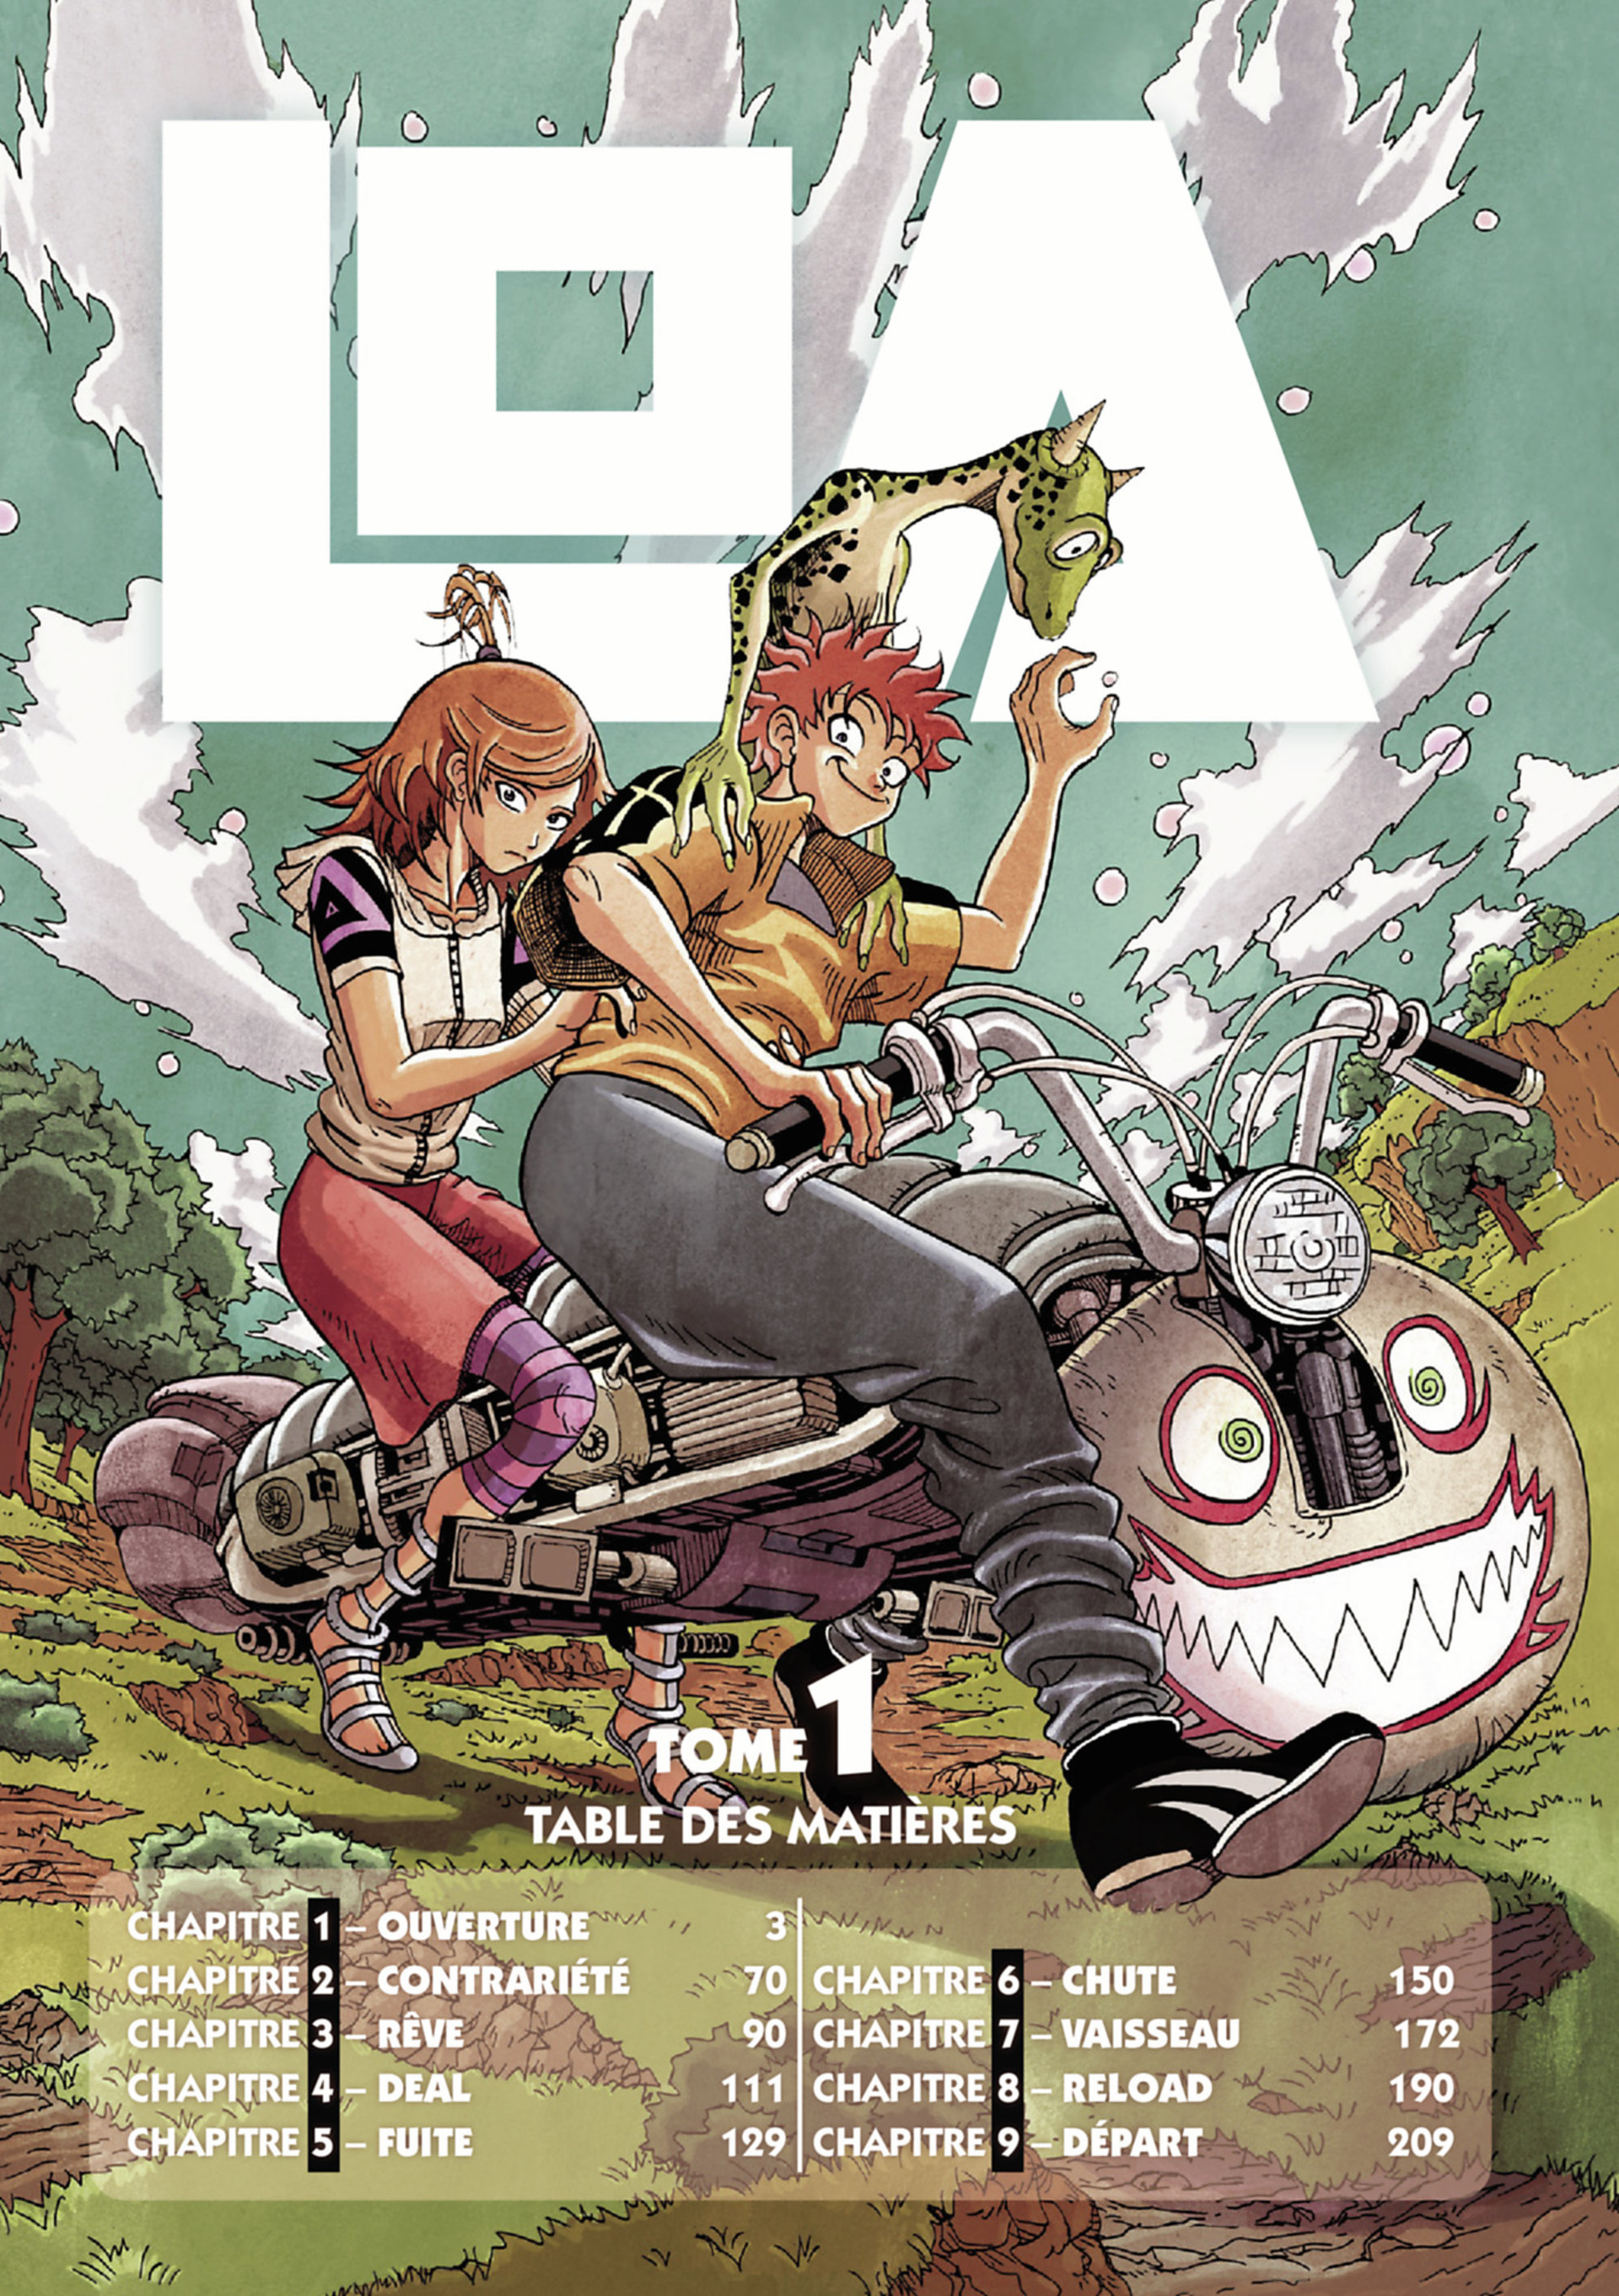 LOA
TOME 1
TABLE DES MATIÈRES
CHAPITRE 1 – OUVERTURE 3
CHAPITRE 2 – CONTRARIÉTÉ 70
CHAPITRE 3 – RÊVE 90
CHAPITRE 4 – DEAL 111
CHAPITRE 5 – FUITE 129
CHAPITRE 6 – CHUTE 150
CHAPITRE 7 – VAISSEAU 172
CHAPITRE 8 – RELOAD 190
CHAPITRE 9 – DÉPART 209